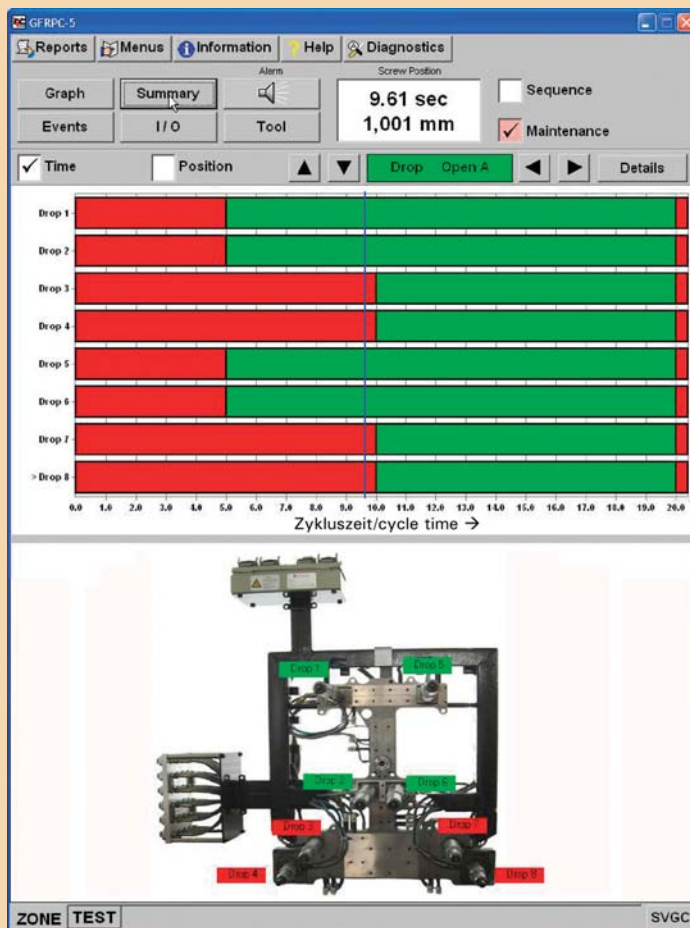 GFRPC-5
Reports Menus Information Help Diagnostics
Alarm Screw Position
Graph Summary 9.61 sec Sequence
Events I/O Tool 1,001 mm Maintenance
Time Position Drop Open A Details
Drop 1
Drop 2
Drop 3
Drop 4
Drop 5
Drop 6
Drop 7
> Drop 8
0.0 1.0 2.0 3.0 4.0 5.0 6.0 7.0 8.0 9.0 10.0 11.0 12.0 13.0 14.0 15.0 16.0 17.0 18.0 19.0 20.0
Zykluszeit/cycle time →
Drop 1 Drop 5
Drop 2 Drop 6
Drop 3 Drop 7
Drop 4 Drop 8
ZONE TEST SVGC